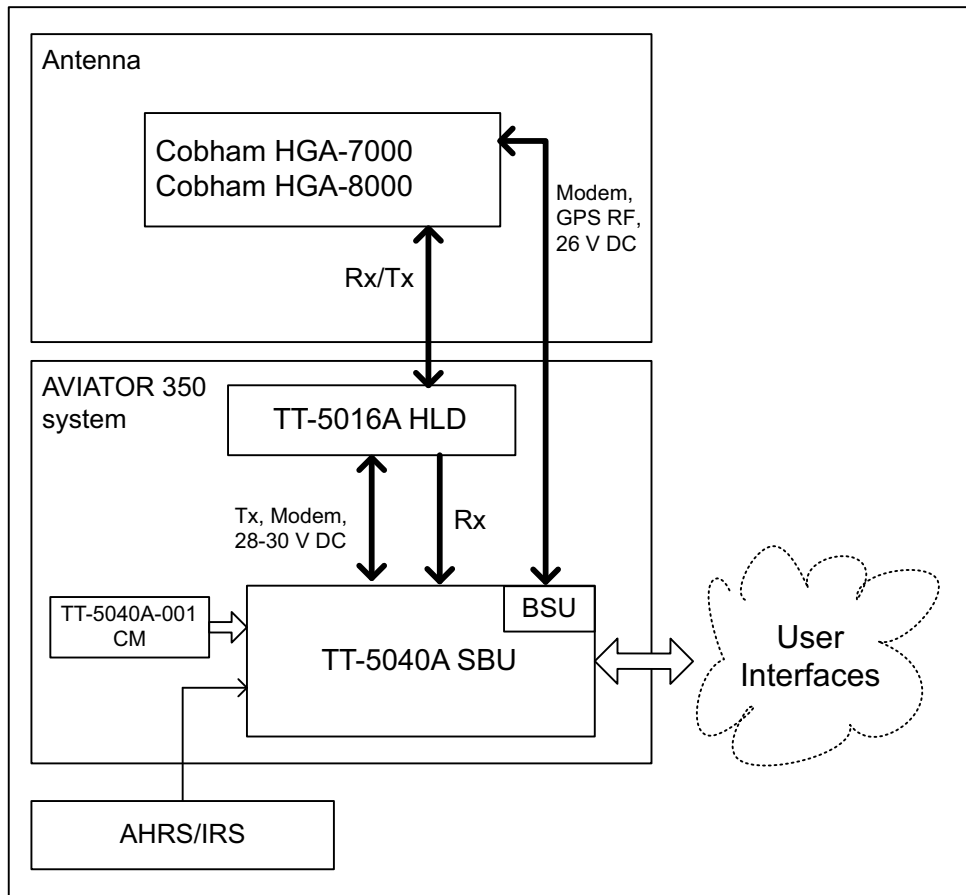 Antenna
Cobham HGA-7000
Cobham HGA-8000
Modem,
GPS RF,
26 V DC
Rx/Tx
AVIATOR 350
system
TT-5016A HLD
Tx, Modem,
28-30 V DC
Rx
BSU
TT-5040A-001
CM
TT-5040A SBU
User
Interfaces
AHRS/IRS